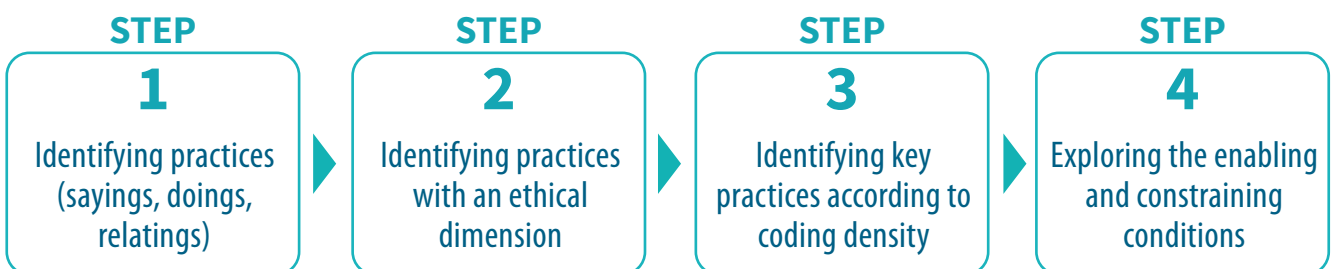 STEP
1
Identifying practices
(sayings, doings,
relatings)
STEP
2
Identifying practices
with an ethical
dimension
STEP
3
Identifying key
practices according to
coding density
STEP
4
Exploring the enabling
and constraining
conditions